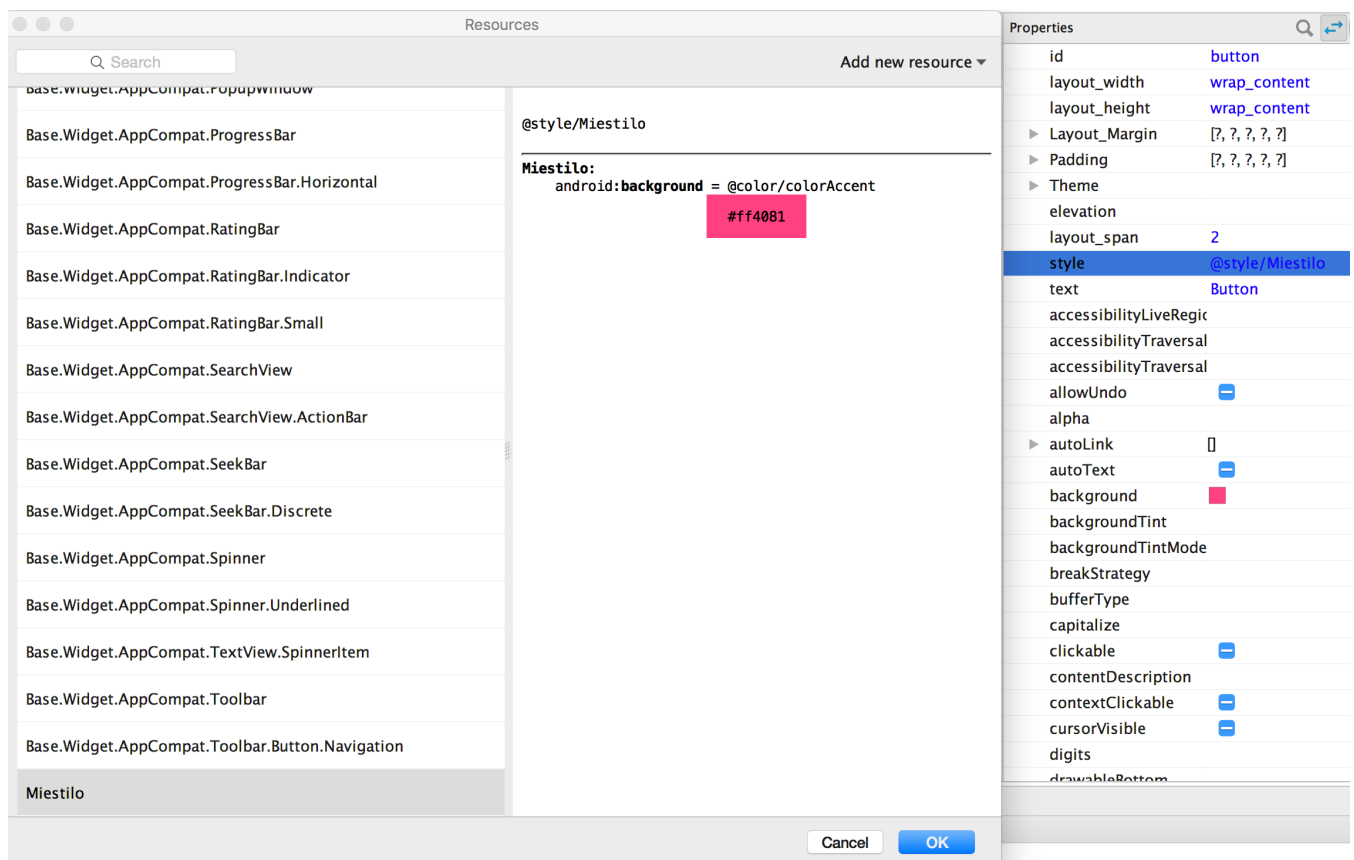 Resources
Search
Add new resource
Base.Widget.AppCompat.PopupWindow
Base.Widget.AppCompat.ProgressBar
Base.Widget.AppCompat.ProgressBar.Horizontal
Base.Widget.AppCompat.RatingBar
Base.Widget.AppCompat.RatingBar.Indicator
Base.Widget.AppCompat.RatingBar.Small
Base.Widget.AppCompat.SearchView
Base.Widget.AppCompat.SearchView.ActionBar
Base.Widget.AppCompat.SeekBar
Base.Widget.AppCompat.SeekBar.Discrete
Base.Widget.AppCompat.Spinner
Base.Widget.AppCompat.Spinner.Underlined
Base.Widget.AppCompat.TextView.SpinnerItem
Base.Widget.AppCompat.Toolbar
Base.Widget.AppCompat.Toolbar.Button.Navigation
Miestilo
@style/Miestilo
Miestilo:
android:background = @color/colorAccent
#ff4081
Cancel
OK
Properties
id button
layout_width wrap_content
layout_height wrap_content
Layout_Margin [?, ?, ?, ?, ?]
Padding [?, ?, ?, ?, ?]
Theme
elevation
layout_span 2
style @style/Miestilo
text Button
accessibilityLiveRegic
accessibilityTraversal
accessibilityTraversal
allowUndo
alpha
autoLink []
autoText
background
backgroundTint
backgroundTintMode
breakStrategy
bufferType
capitalize
clickable
contentDescription
contextClickable
cursorVisible
digits
drawableBottom